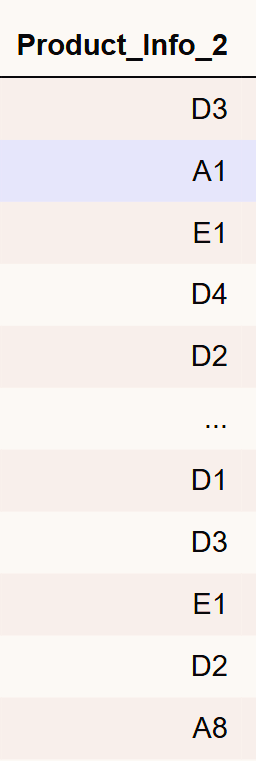 Product_Info_2
D3
A1
E1
D4
D2
...
D1
D3
E1
D2
A8